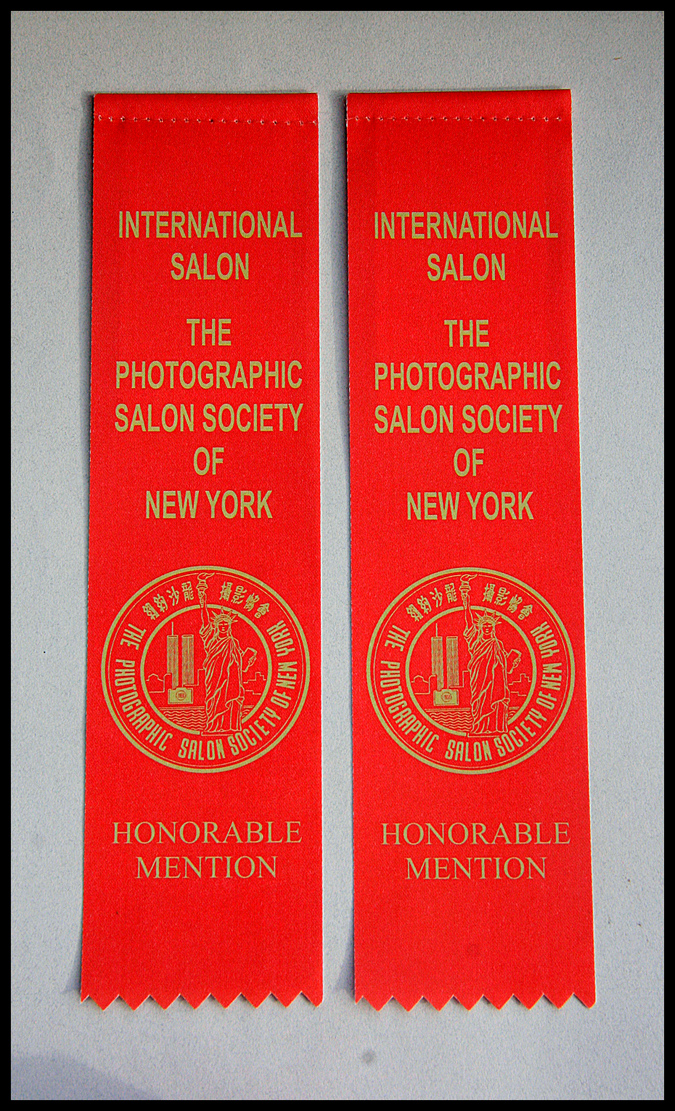 INTERNATIONAL
SALON
THE
PHOTOGRAPHIC
SALON SOCIETY
OF
NEW YORK
紐約沙龍 攝影協會
THE PHOTOGRAPHIC SALON SOCIETY OF NEW YORK
HONORABLE
MENTION
INTERNATIONAL
SALON
THE
PHOTOGRAPHIC
SALON SOCIETY
OF
NEW YORK
紐約沙龍 攝影協會
THE PHOTOGRAPHIC SALON SOCIETY OF NEW YORK
HONORABLE
MENTION